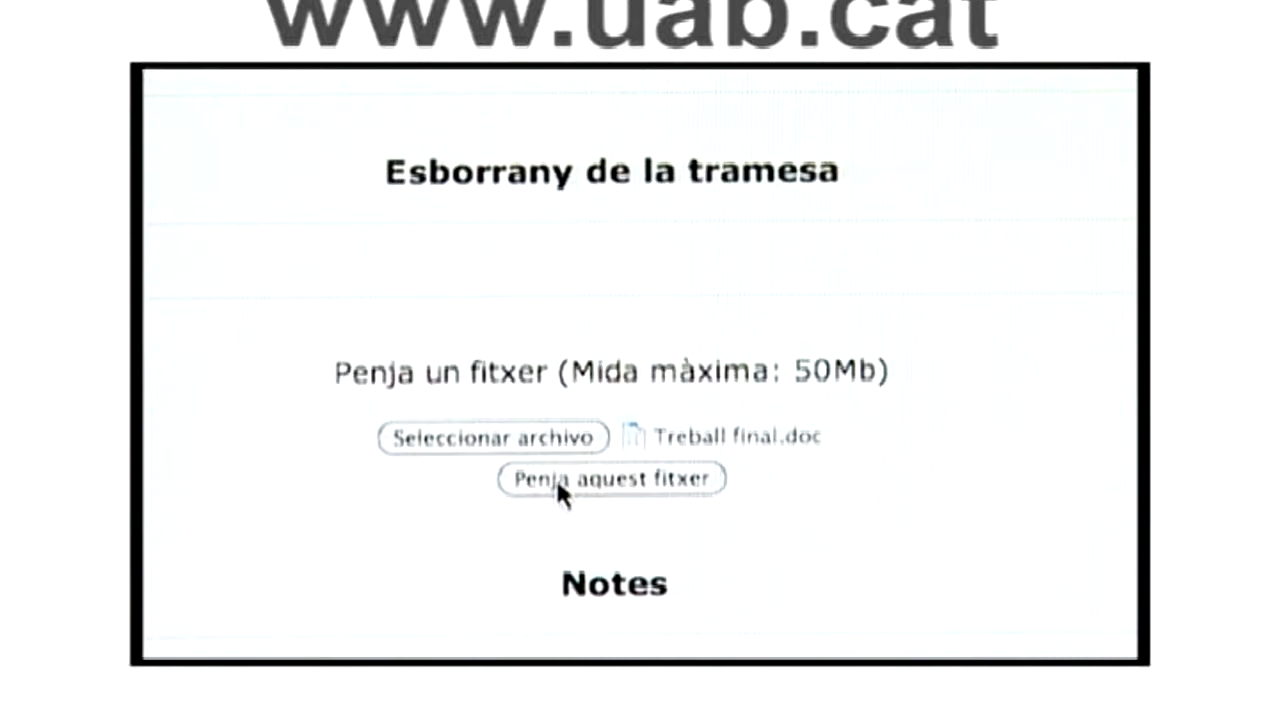 www.uab.cat
Esborrany de la tramesa
Penja un fitxer (Mida màxima: 50Mb)
Seleccionar archivo Treball final.doc
Penja aquest fitxer
Notes